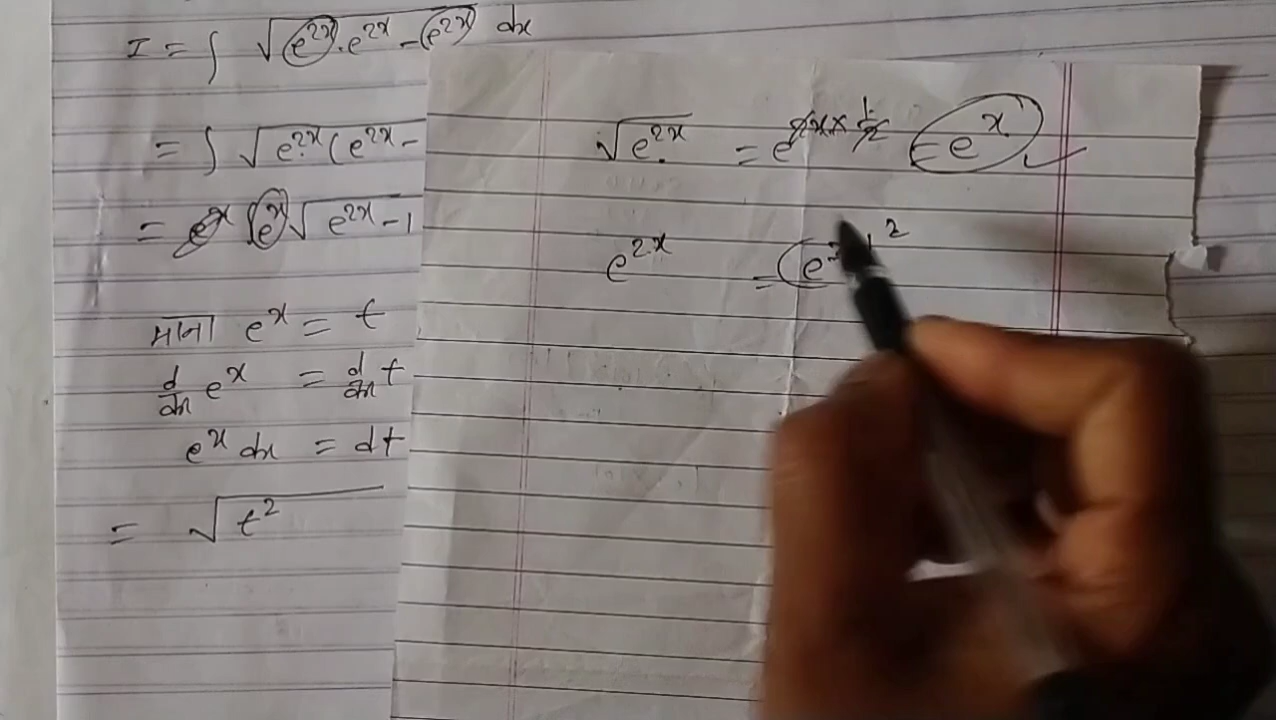 I = ∫ √(e^2x . e^2x - e^2x) dx
= ∫ √e^2x (e^2x -
= e^x ∫ e^x √e^2x - 1
माना e^x = t
d/dx e^x = d/dx t
e^x dx = dt
= √t^2
√e^2x = e^2x × 1/2 = e^x
e^2x = (e^x)^2